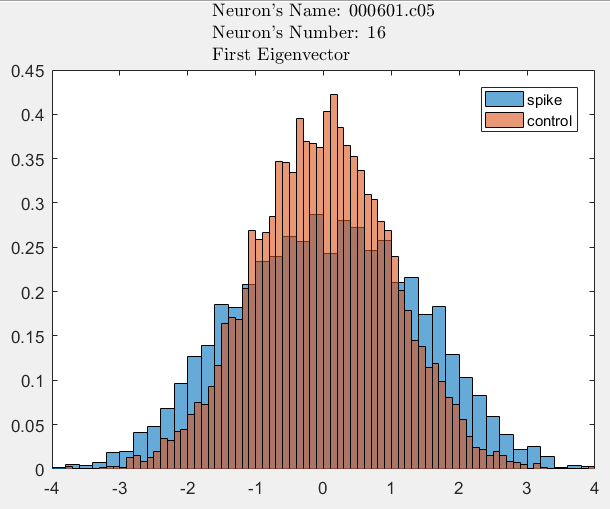 Neuron's Name: 000601.c05
Neuron's Number: 16
First Eigenvector
0.45
0.4
0.35
0.3
0.25
0.2
0.15
0.1
0.05
0
spike
control
-4 -3 -2 -1 0 1 2 3 4